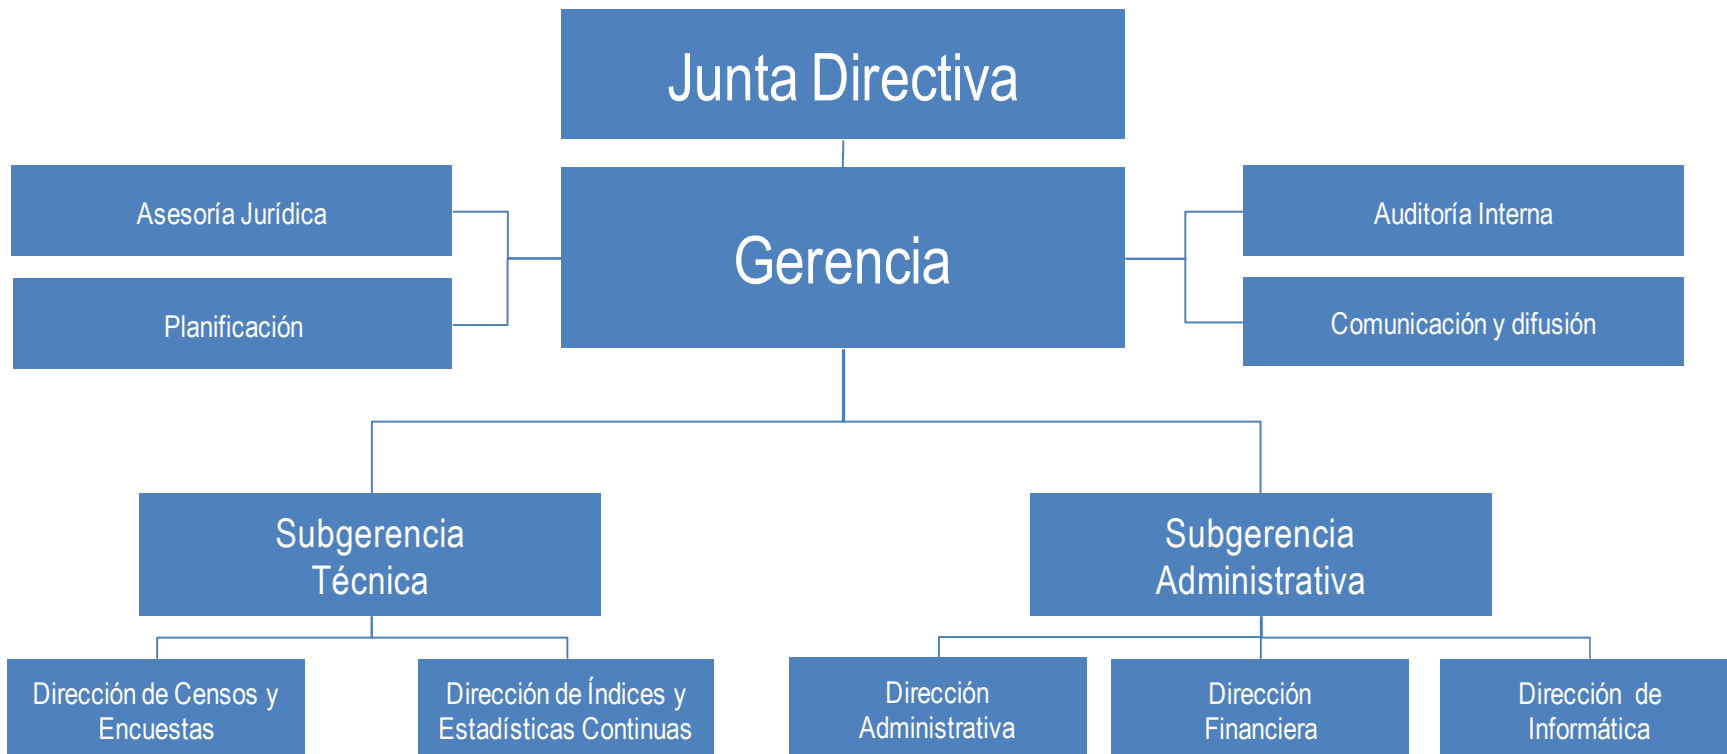 Junta Directiva
Asesoría Jurídica
Gerencia
Auditoría Interna
Planificación
Comunicación y difusión
Subgerencia
Técnica
Subgerencia
Administrativa
Dirección de Censos y
Encuestas
Dirección de Índices y
Estadísticas Continuas
Dirección
Administrativa
Dirección
Financiera
Dirección de
Informática